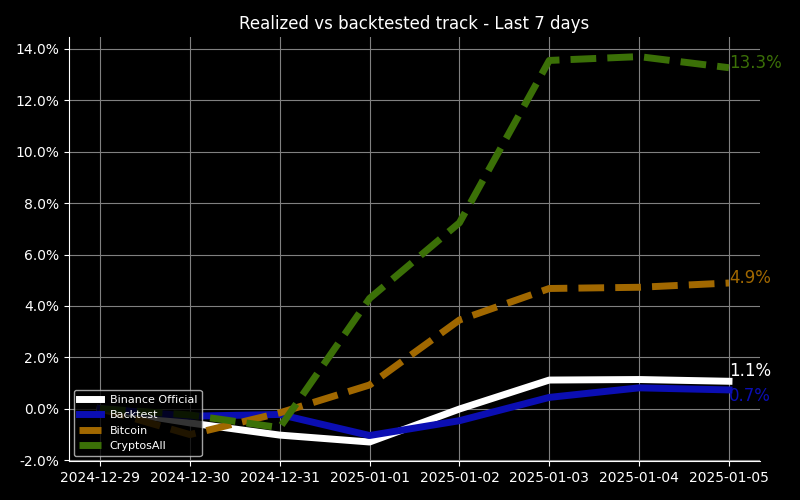 Realized vs backtested track - Last 7 days
14.0%
13.3%
12.0%
10.0%
8.0%
6.0%
4.9%
4.0%
2.0%
1.1%
0.7%
0.0%
-2.0%
Binance Official
Backtest
Bitcoin
CryptosAll
2024-12-29 2024-12-30 2024-12-31 2025-01-01 2025-01-02 2025-01-03 2025-01-04 2025-01-05